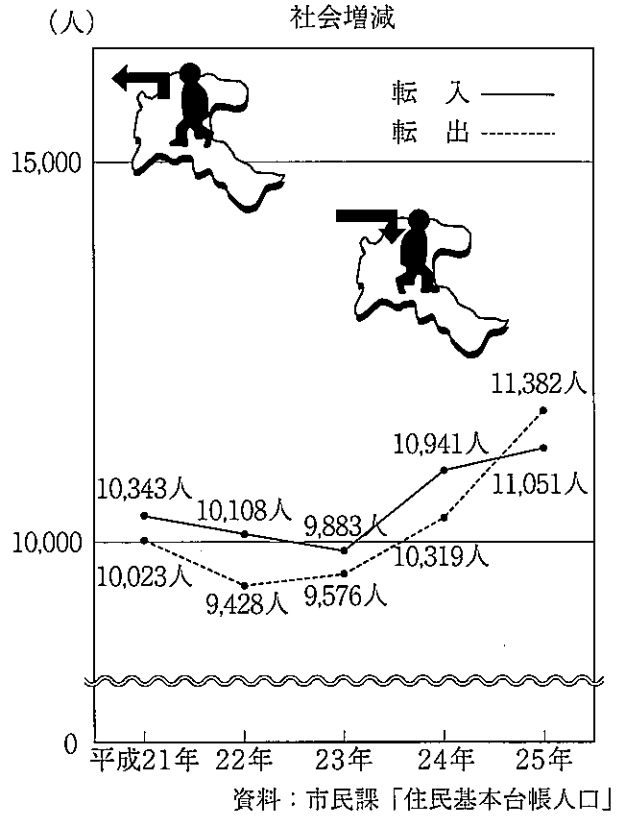 社会増減
(人)
転 入
転 出
15,000
11,382人
10,941人
11,051人
10,343人
10,108人
9,883人
10,000
10,319人
10,023人
9,428人
9,576人
0
平成21年 22年 23年 24年 25年
資料：市民課「住民基本台帳人口」